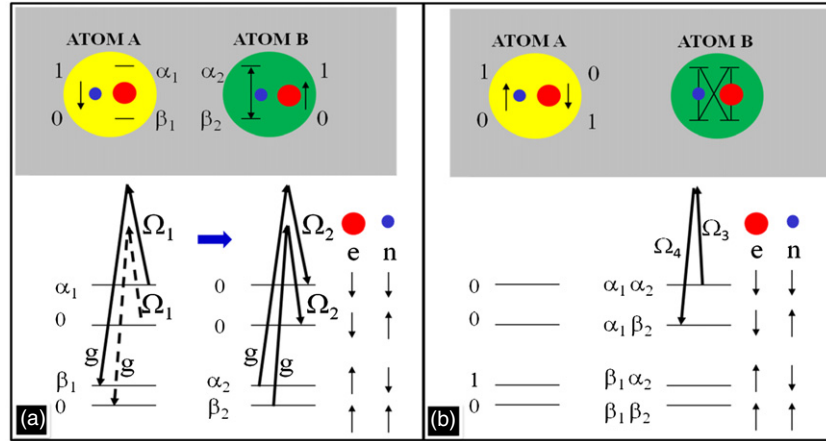 ATOM A ATOM B
1 α₁ α₂ 1
0 β₁ β₂ 0
Ω₁ Ω₂
e n
α₁ Ω₁ 0 Ω₂
0 0
g g g g
β₁ α₂
0 β₂
(a)
ATOM A ATOM B
1 0
0 1
Ω₄ Ω₃
e n
0 α₁ α₂
0 α₁ β₂
1 β₁ α₂
0 β₁ β₂
(b)